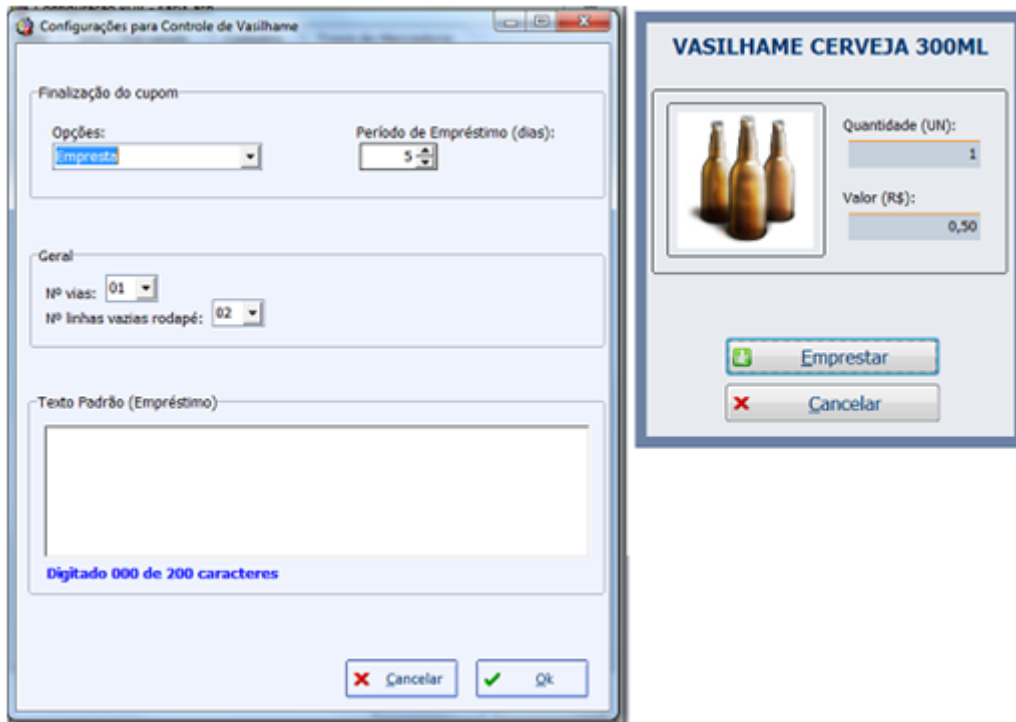 Configurações para Controle de Vasilhame
Finalização do cupom
Opções:
Período de Empréstimo (dias):
Empresta
5
Geral
Nº vias: 01
Nº linhas vazias rodapé: 02
Texto Padrão (Empréstimo)
Digitado 000 de 200 caracteres
Cancelar
Ok
VASILHAME CERVEJA 300ML
Quantidade (UN):
1
Valor (R$):
0,50
Emprestar
Cancelar